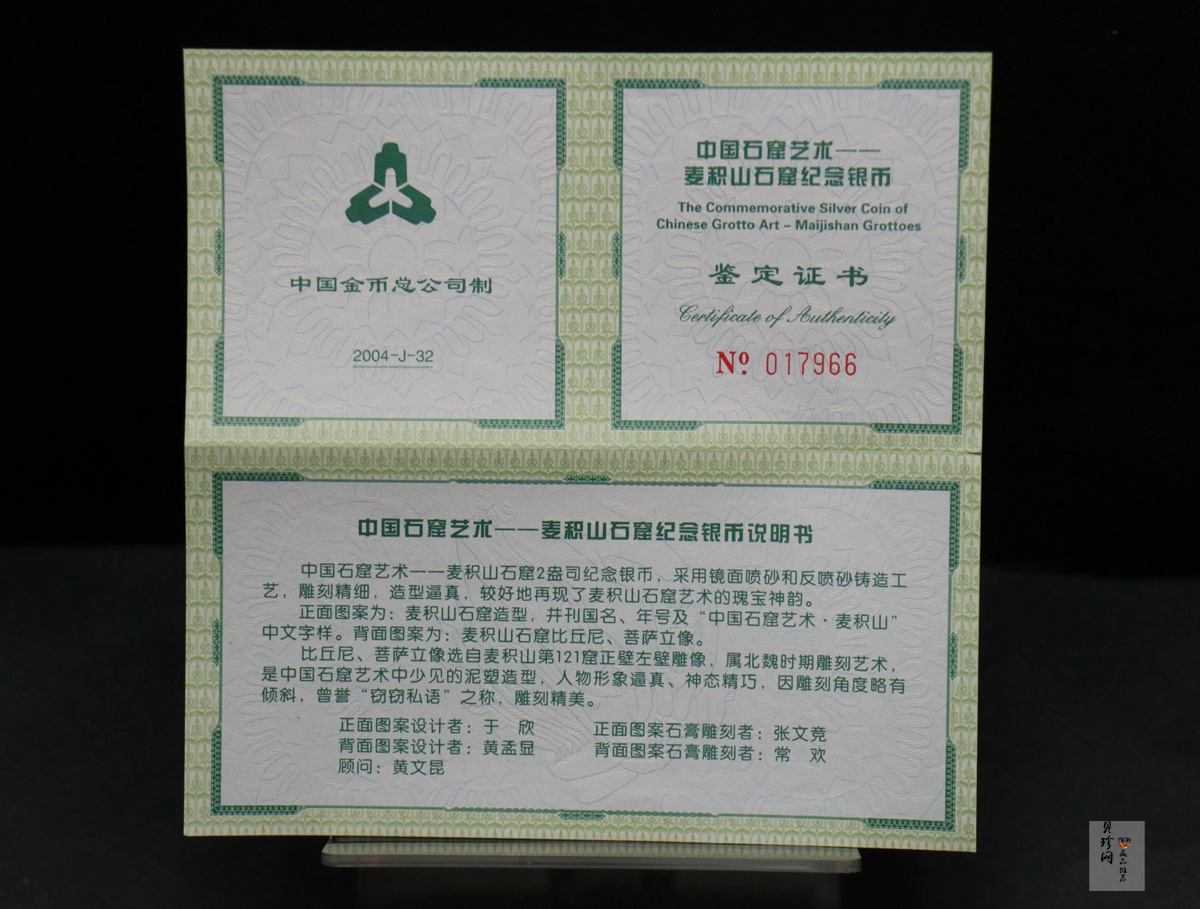 中国金币总公司制
2004-J-32
中国石窟艺术——
麦积山石窟纪念银币
The Commemorative Silver Coin of
Chinese Grotto Art – Maijishan Grottoes
鉴定证书
Certificate of Authenticity
Nº 017966
中国石窟艺术——麦积山石窟纪念银币说明书
中国石窟艺术——麦积山石窟2盎司纪念银币，采用镜面喷砂和反喷砂铸造工
艺，雕刻精细，造型逼真，较好地再现了麦积山石窟艺术的瑰宝神韵。
正面图案为：麦积山石窟造型，并刊国名、年号及“中国石窟艺术·麦积山”
中文字样。背面图案为：麦积山石窟比丘尼、菩萨立像。
比丘尼、菩萨立像选自麦积山第121窟正壁左壁雕像，属北魏时期雕刻艺术，
是中国石窟艺术中少见的泥塑造型，人物形象逼真、神态精巧，因雕刻角度略有
倾斜，曾誉“窃窃私语”之称，雕刻精美。
正面图案设计者：于　欣　　正面图案石膏雕刻者：张文竞
背面图案设计者：黄孟显　　背面图案石膏雕刻者：常　欢
顾问：黄文昆
贝珍网
藏品推荐